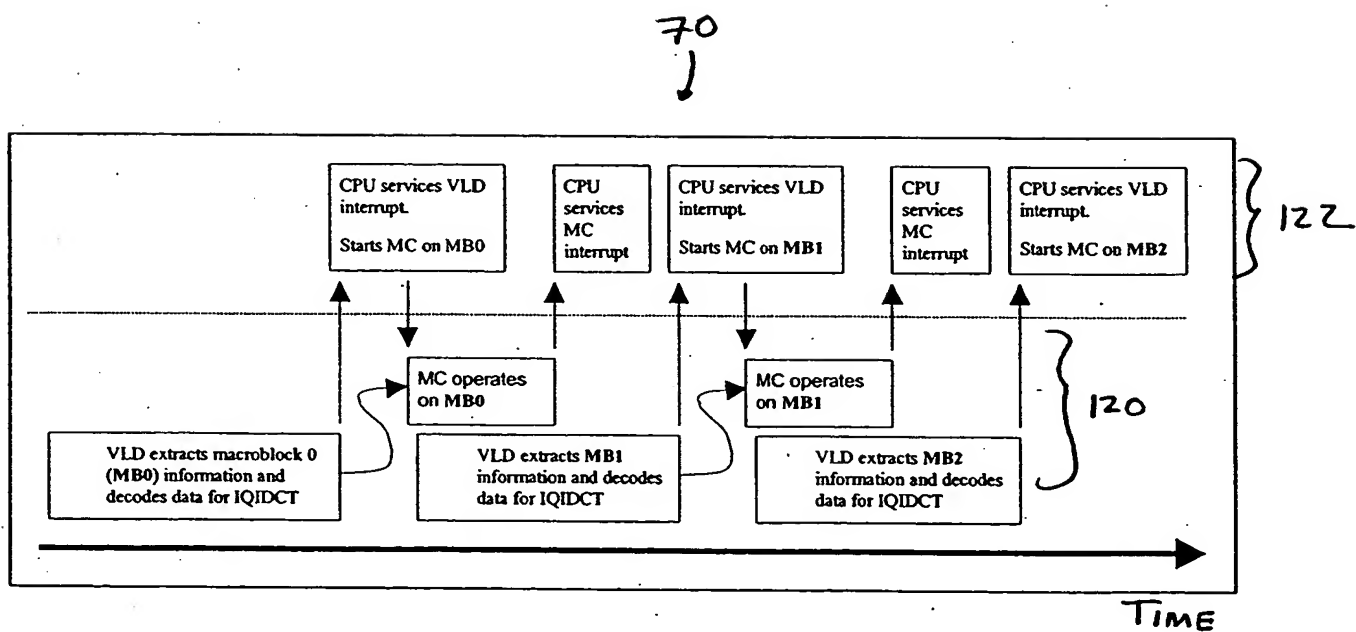 70
CPU services VLD
interrupt.
Starts MC on MB0
CPU
services
MC
interrupt
CPU services VLD
interrupt.
Starts MC on MB1
CPU
services
MC
interrupt
CPU services VLD
interrupt.
Starts MC on MB2
122
MC operates
on MB0
MC operates
on MB1
120
VLD extracts macroblock 0
(MB0) information and
decodes data for IQIDCT
VLD extracts MB1
information and decodes
data for IQIDCT
VLD extracts MB2
information and decodes
data for IQIDCT
TIME